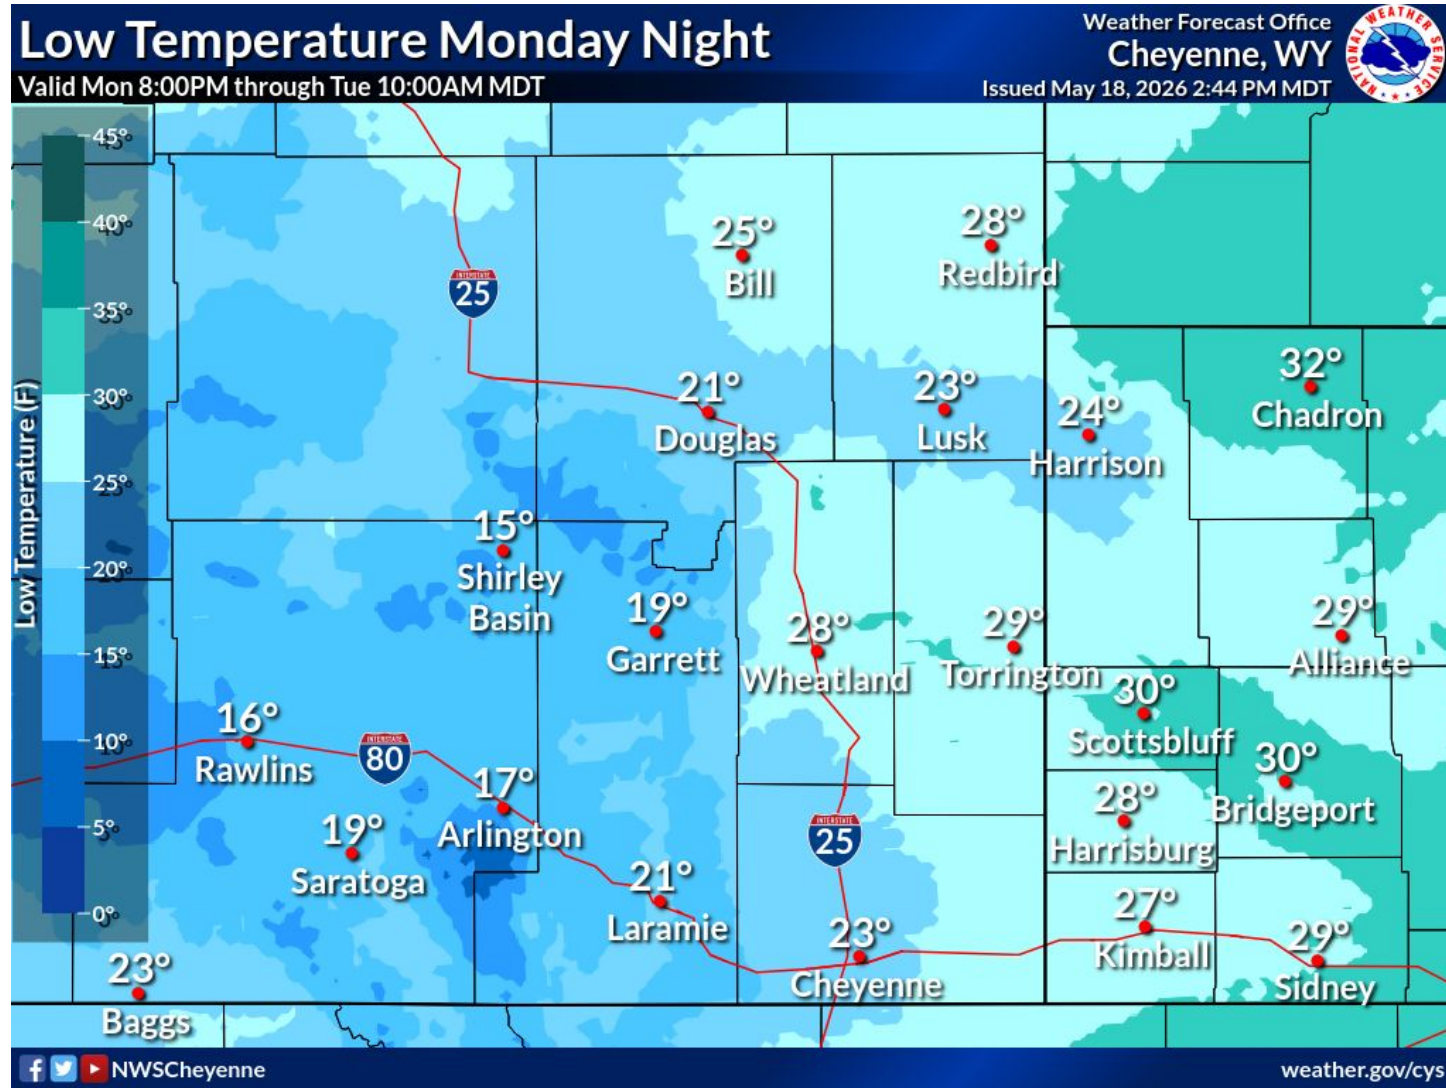 Low Temperature Monday Night
Valid Mon 8:00PM through Tue 10:00AM MDT
Weather Forecast Office
Cheyenne, WY
Issued May 18, 2026 2:44 PM MDT
NATIONAL WEATHER SERVICE
Low Temperature (F)
45°
40°
35°
30°
25°
20°
15°
10°
5°
0°
INTERSTATE
25
25°
Bill
28°
Redbird
21°
Douglas
23°
Lusk
24°
Harrison
32°
Chadron
15°
Shirley
Basin
19°
Garrett
28°
Wheatland
29°
Torrington
29°
Alliance
16°
Rawlins
INTERSTATE
80
17°
Arlington
30°
Scottsbluff
30°
Bridgeport
19°
Saratoga
21°
Laramie
INTERSTATE
25
28°
Harrisburg
23°
Cheyenne
27°
Kimball
29°
Sidney
23°
Baggs
NWSCheyenne
weather.gov/cys